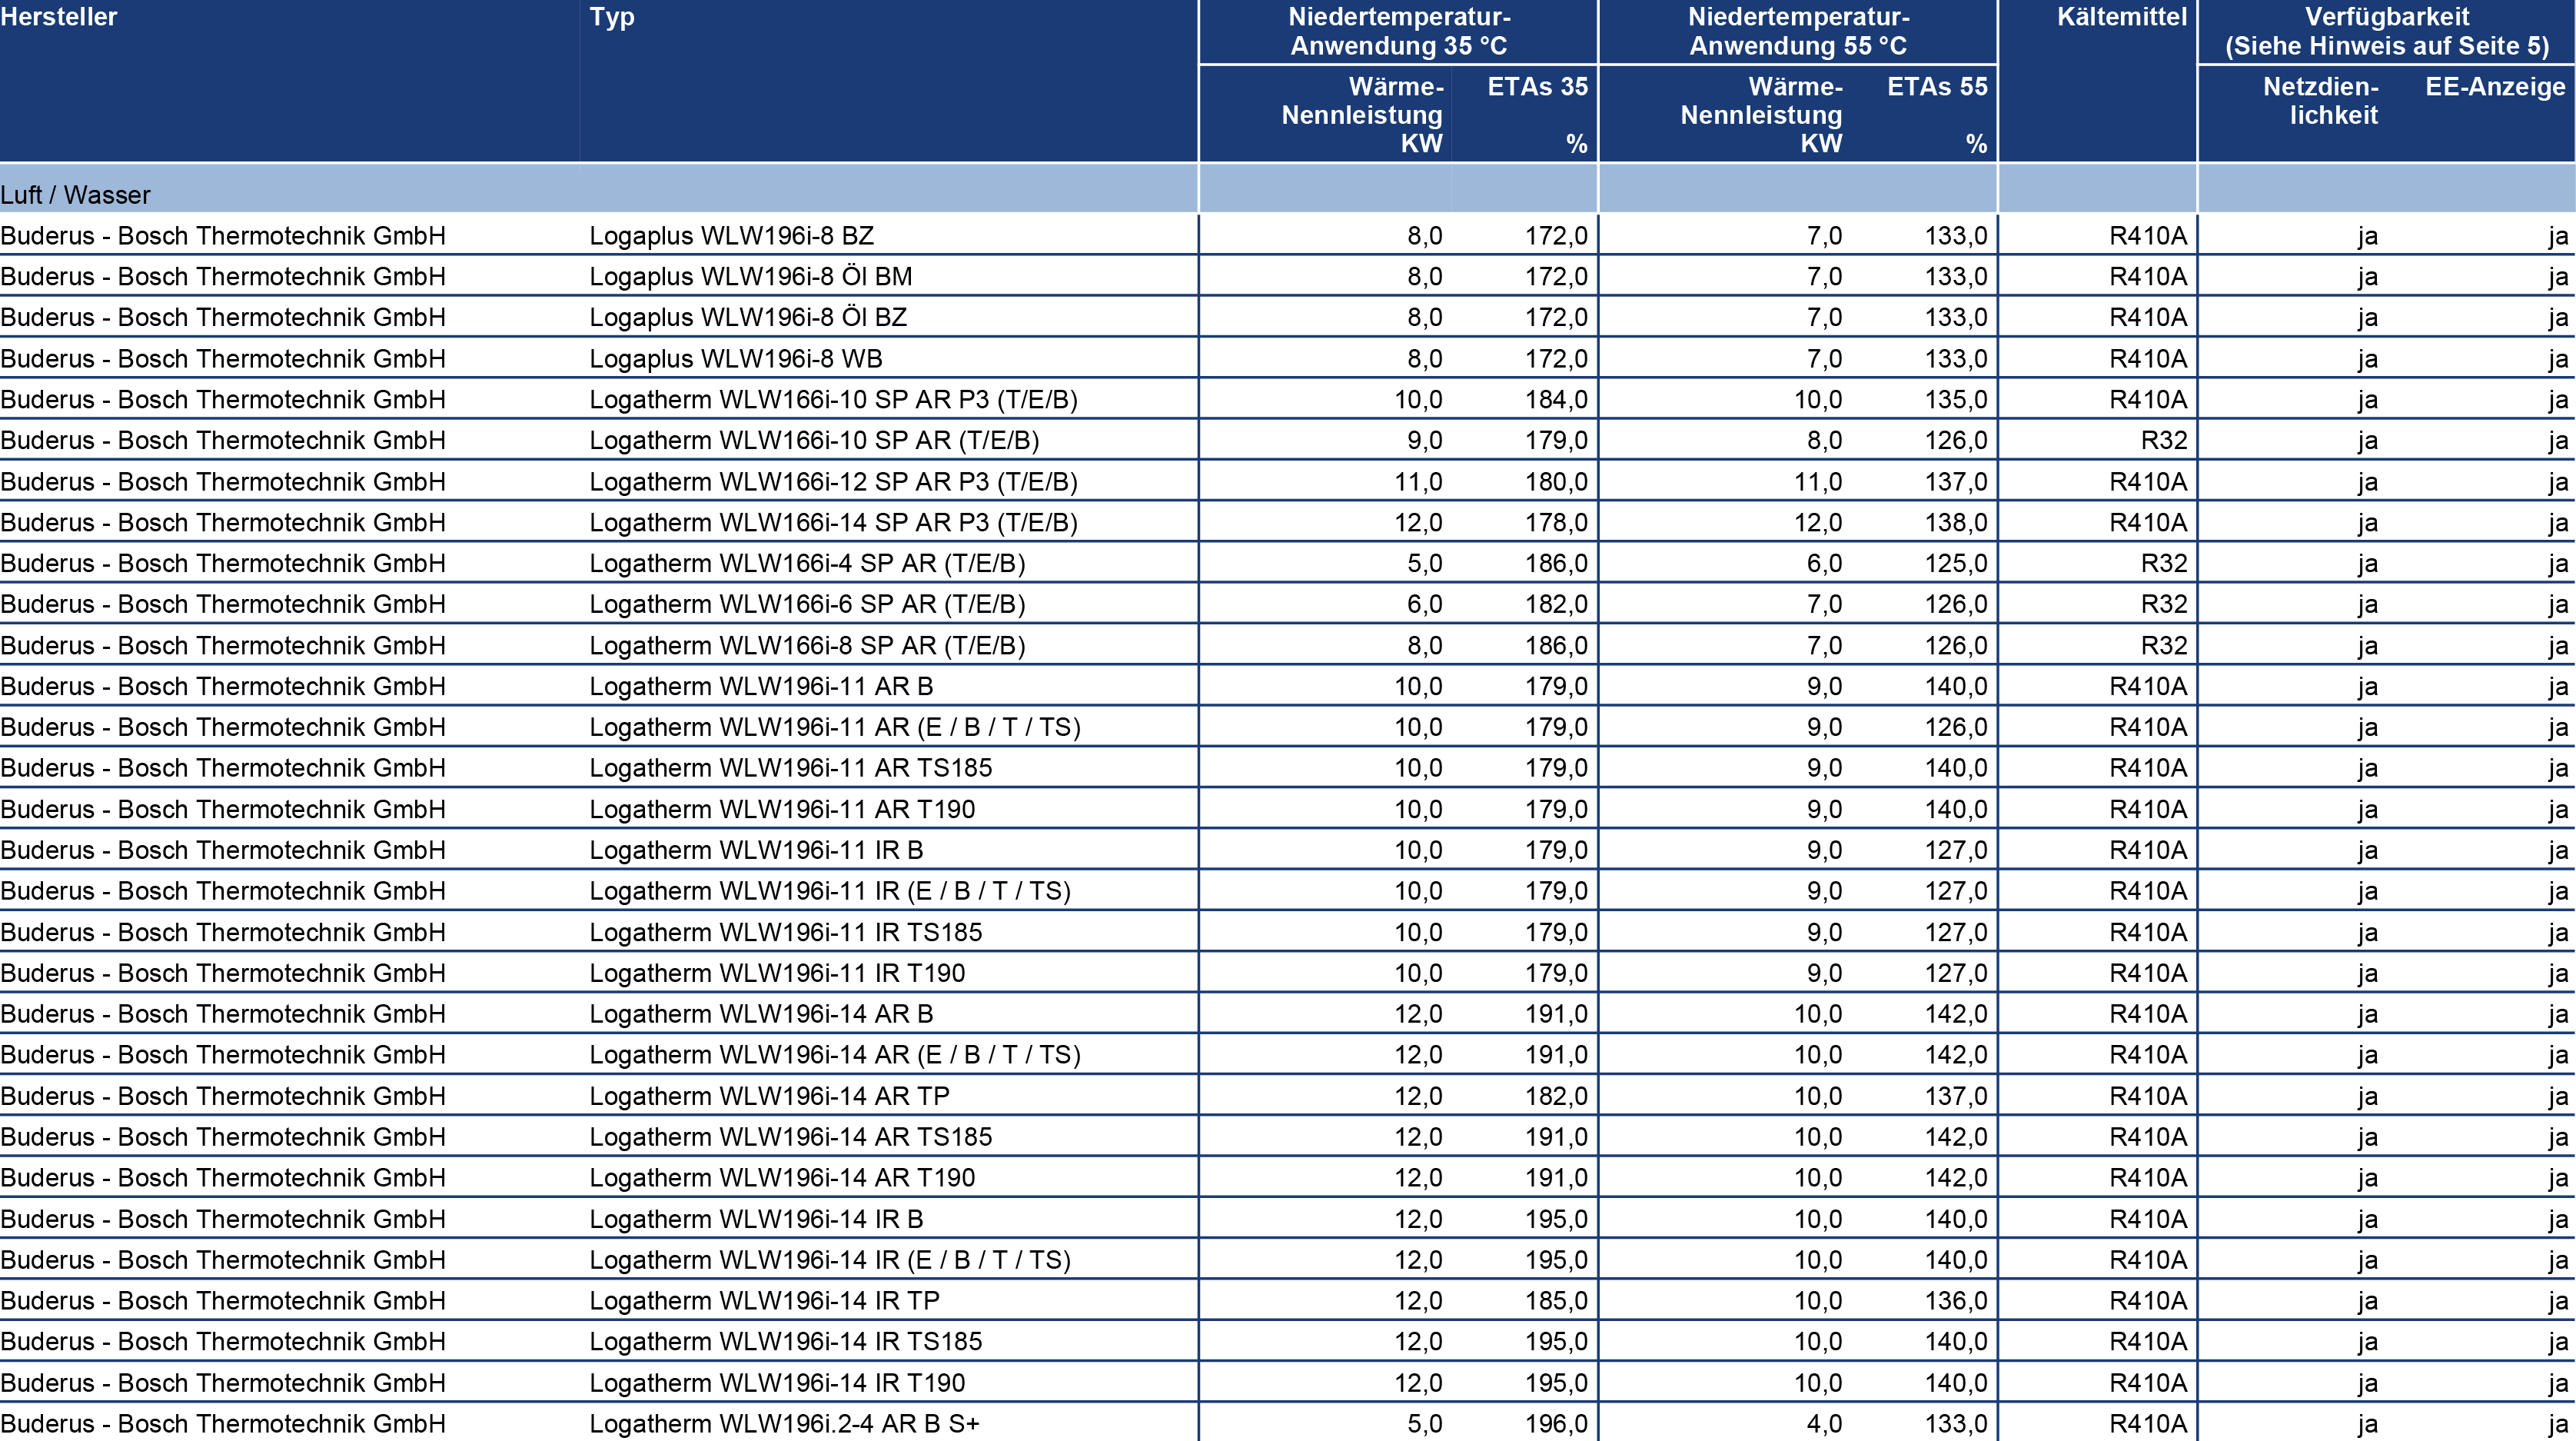 Hersteller Typ Niedertemperatur- Niedertemperatur- Kältemittel Verfügbarkeit
Anwendung 35 °C Anwendung 55 °C (Siehe Hinweis auf Seite 5)
Wärme- ETAs 35 Wärme- ETAs 55 Netzdien- EE-Anzeige
Nennleistung Nennleistung lichkeit
KW % KW %
Luft / Wasser
Buderus - Bosch Thermotechnik GmbH Logaplus WLW196i-8 BZ 8,0 172,0 7,0 133,0 R410A ja ja
Buderus - Bosch Thermotechnik GmbH Logaplus WLW196i-8 Öl BM 8,0 172,0 7,0 133,0 R410A ja ja
Buderus - Bosch Thermotechnik GmbH Logaplus WLW196i-8 Öl BZ 8,0 172,0 7,0 133,0 R410A ja ja
Buderus - Bosch Thermotechnik GmbH Logaplus WLW196i-8 WB 8,0 172,0 7,0 133,0 R410A ja ja
Buderus - Bosch Thermotechnik GmbH Logatherm WLW166i-10 SP AR P3 (T/E/B) 10,0 184,0 10,0 135,0 R410A ja ja
Buderus - Bosch Thermotechnik GmbH Logatherm WLW166i-10 SP AR (T/E/B) 9,0 179,0 8,0 126,0 R32 ja ja
Buderus - Bosch Thermotechnik GmbH Logatherm WLW166i-12 SP AR P3 (T/E/B) 11,0 180,0 11,0 137,0 R410A ja ja
Buderus - Bosch Thermotechnik GmbH Logatherm WLW166i-14 SP AR P3 (T/E/B) 12,0 178,0 12,0 138,0 R410A ja ja
Buderus - Bosch Thermotechnik GmbH Logatherm WLW166i-4 SP AR (T/E/B) 5,0 186,0 6,0 125,0 R32 ja ja
Buderus - Bosch Thermotechnik GmbH Logatherm WLW166i-6 SP AR (T/E/B) 6,0 182,0 7,0 126,0 R32 ja ja
Buderus - Bosch Thermotechnik GmbH Logatherm WLW166i-8 SP AR (T/E/B) 8,0 186,0 7,0 126,0 R32 ja ja
Buderus - Bosch Thermotechnik GmbH Logatherm WLW196i-11 AR B 10,0 179,0 9,0 140,0 R410A ja ja
Buderus - Bosch Thermotechnik GmbH Logatherm WLW196i-11 AR (E / B / T / TS) 10,0 179,0 9,0 126,0 R410A ja ja
Buderus - Bosch Thermotechnik GmbH Logatherm WLW196i-11 AR TS185 10,0 179,0 9,0 140,0 R410A ja ja
Buderus - Bosch Thermotechnik GmbH Logatherm WLW196i-11 AR T190 10,0 179,0 9,0 140,0 R410A ja ja
Buderus - Bosch Thermotechnik GmbH Logatherm WLW196i-11 IR B 10,0 179,0 9,0 127,0 R410A ja ja
Buderus - Bosch Thermotechnik GmbH Logatherm WLW196i-11 IR (E / B / T / TS) 10,0 179,0 9,0 127,0 R410A ja ja
Buderus - Bosch Thermotechnik GmbH Logatherm WLW196i-11 IR TS185 10,0 179,0 9,0 127,0 R410A ja ja
Buderus - Bosch Thermotechnik GmbH Logatherm WLW196i-11 IR T190 10,0 179,0 9,0 127,0 R410A ja ja
Buderus - Bosch Thermotechnik GmbH Logatherm WLW196i-14 AR B 12,0 191,0 10,0 142,0 R410A ja ja
Buderus - Bosch Thermotechnik GmbH Logatherm WLW196i-14 AR (E / B / T / TS) 12,0 191,0 10,0 142,0 R410A ja ja
Buderus - Bosch Thermotechnik GmbH Logatherm WLW196i-14 AR TP 12,0 182,0 10,0 137,0 R410A ja ja
Buderus - Bosch Thermotechnik GmbH Logatherm WLW196i-14 AR TS185 12,0 191,0 10,0 142,0 R410A ja ja
Buderus - Bosch Thermotechnik GmbH Logatherm WLW196i-14 AR T190 12,0 191,0 10,0 142,0 R410A ja ja
Buderus - Bosch Thermotechnik GmbH Logatherm WLW196i-14 IR B 12,0 195,0 10,0 140,0 R410A ja ja
Buderus - Bosch Thermotechnik GmbH Logatherm WLW196i-14 IR (E / B / T / TS) 12,0 195,0 10,0 140,0 R410A ja ja
Buderus - Bosch Thermotechnik GmbH Logatherm WLW196i-14 IR TP 12,0 185,0 10,0 136,0 R410A ja ja
Buderus - Bosch Thermotechnik GmbH Logatherm WLW196i-14 IR TS185 12,0 195,0 10,0 140,0 R410A ja ja
Buderus - Bosch Thermotechnik GmbH Logatherm WLW196i-14 IR T190 12,0 195,0 10,0 140,0 R410A ja ja
Buderus - Bosch Thermotechnik GmbH Logatherm WLW196i.2-4 AR B S+ 5,0 196,0 4,0 133,0 R410A ja ja